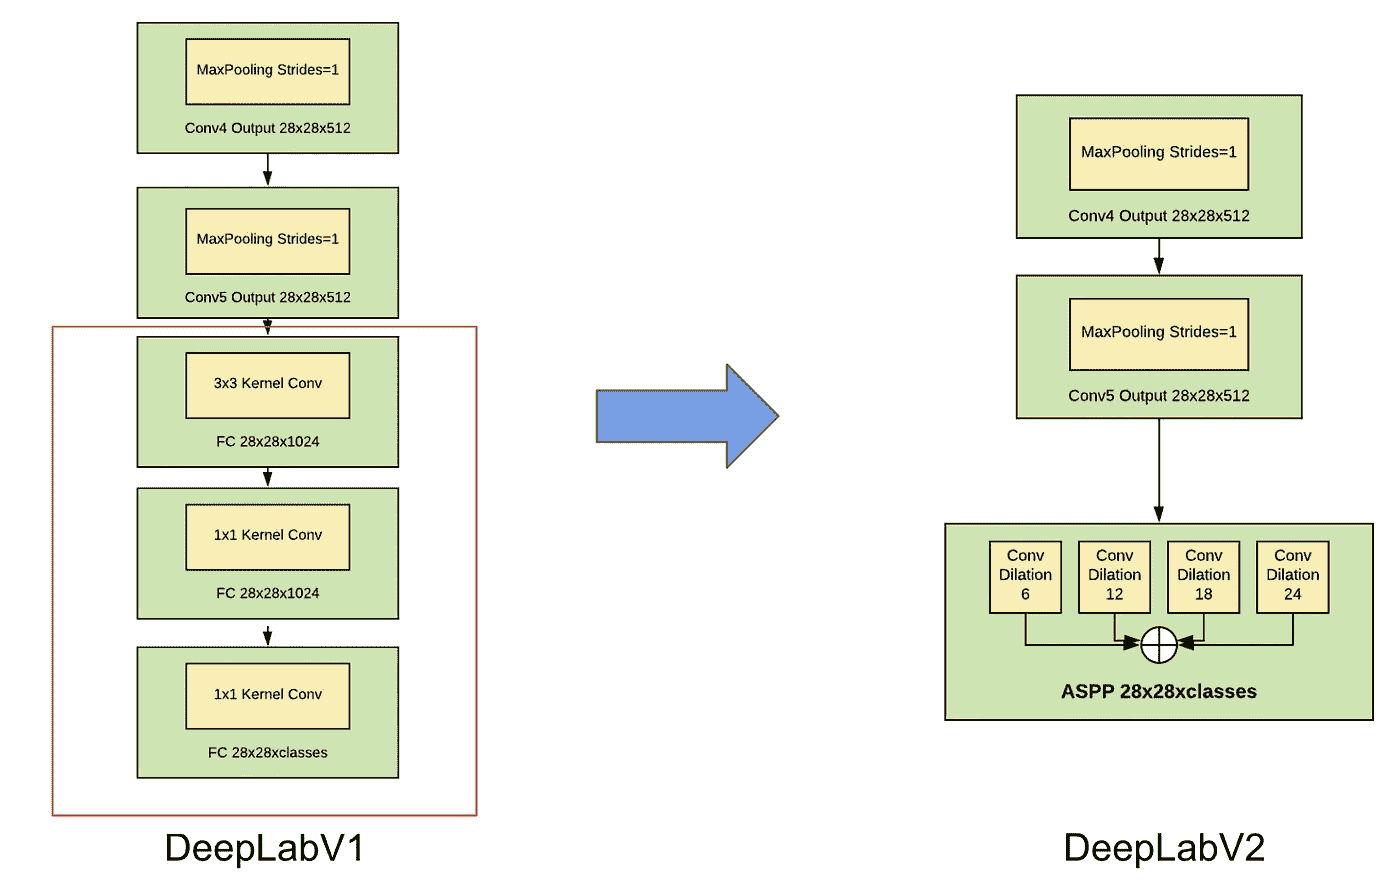 MaxPooling Strides=1
Conv4 Output 28x28x512
MaxPooling Strides=1
Conv5 Output 28x28x512
3x3 Kernel Conv
FC 28x28x1024
1x1 Kernel Conv
FC 28x28x1024
1x1 Kernel Conv
FC 28x28xclasses
DeepLabV1
MaxPooling Strides=1
Conv4 Output 28x28x512
MaxPooling Strides=1
Conv5 Output 28x28x512
Conv
Dilation
6
Conv
Dilation
12
Conv
Dilation
18
Conv
Dilation
24
ASPP 28x28xclasses
DeepLabV2